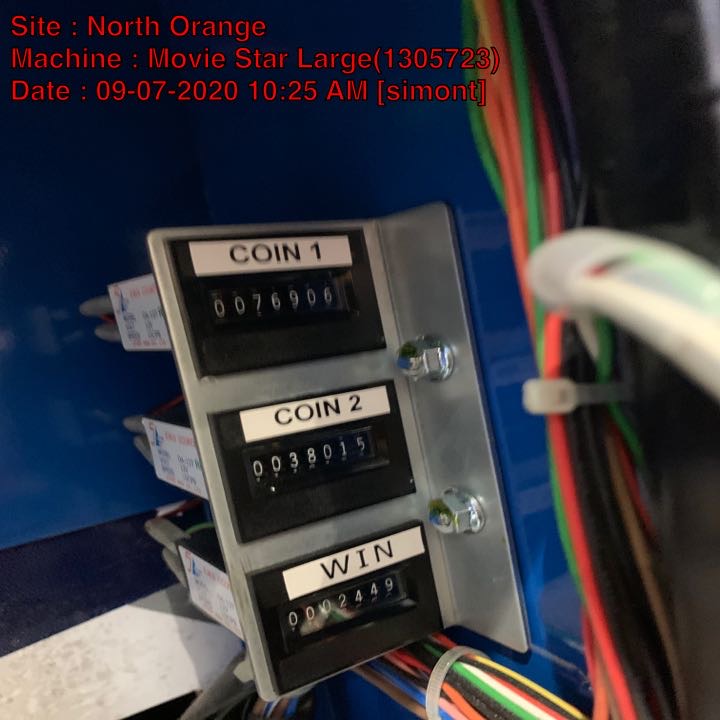 Site : North Orange
Machine : Movie Star Large(1305723)
Date : 09-07-2020 10:25 AM [simont]
COIN 1
0076906
COIN 2
0038015
WIN
0002449